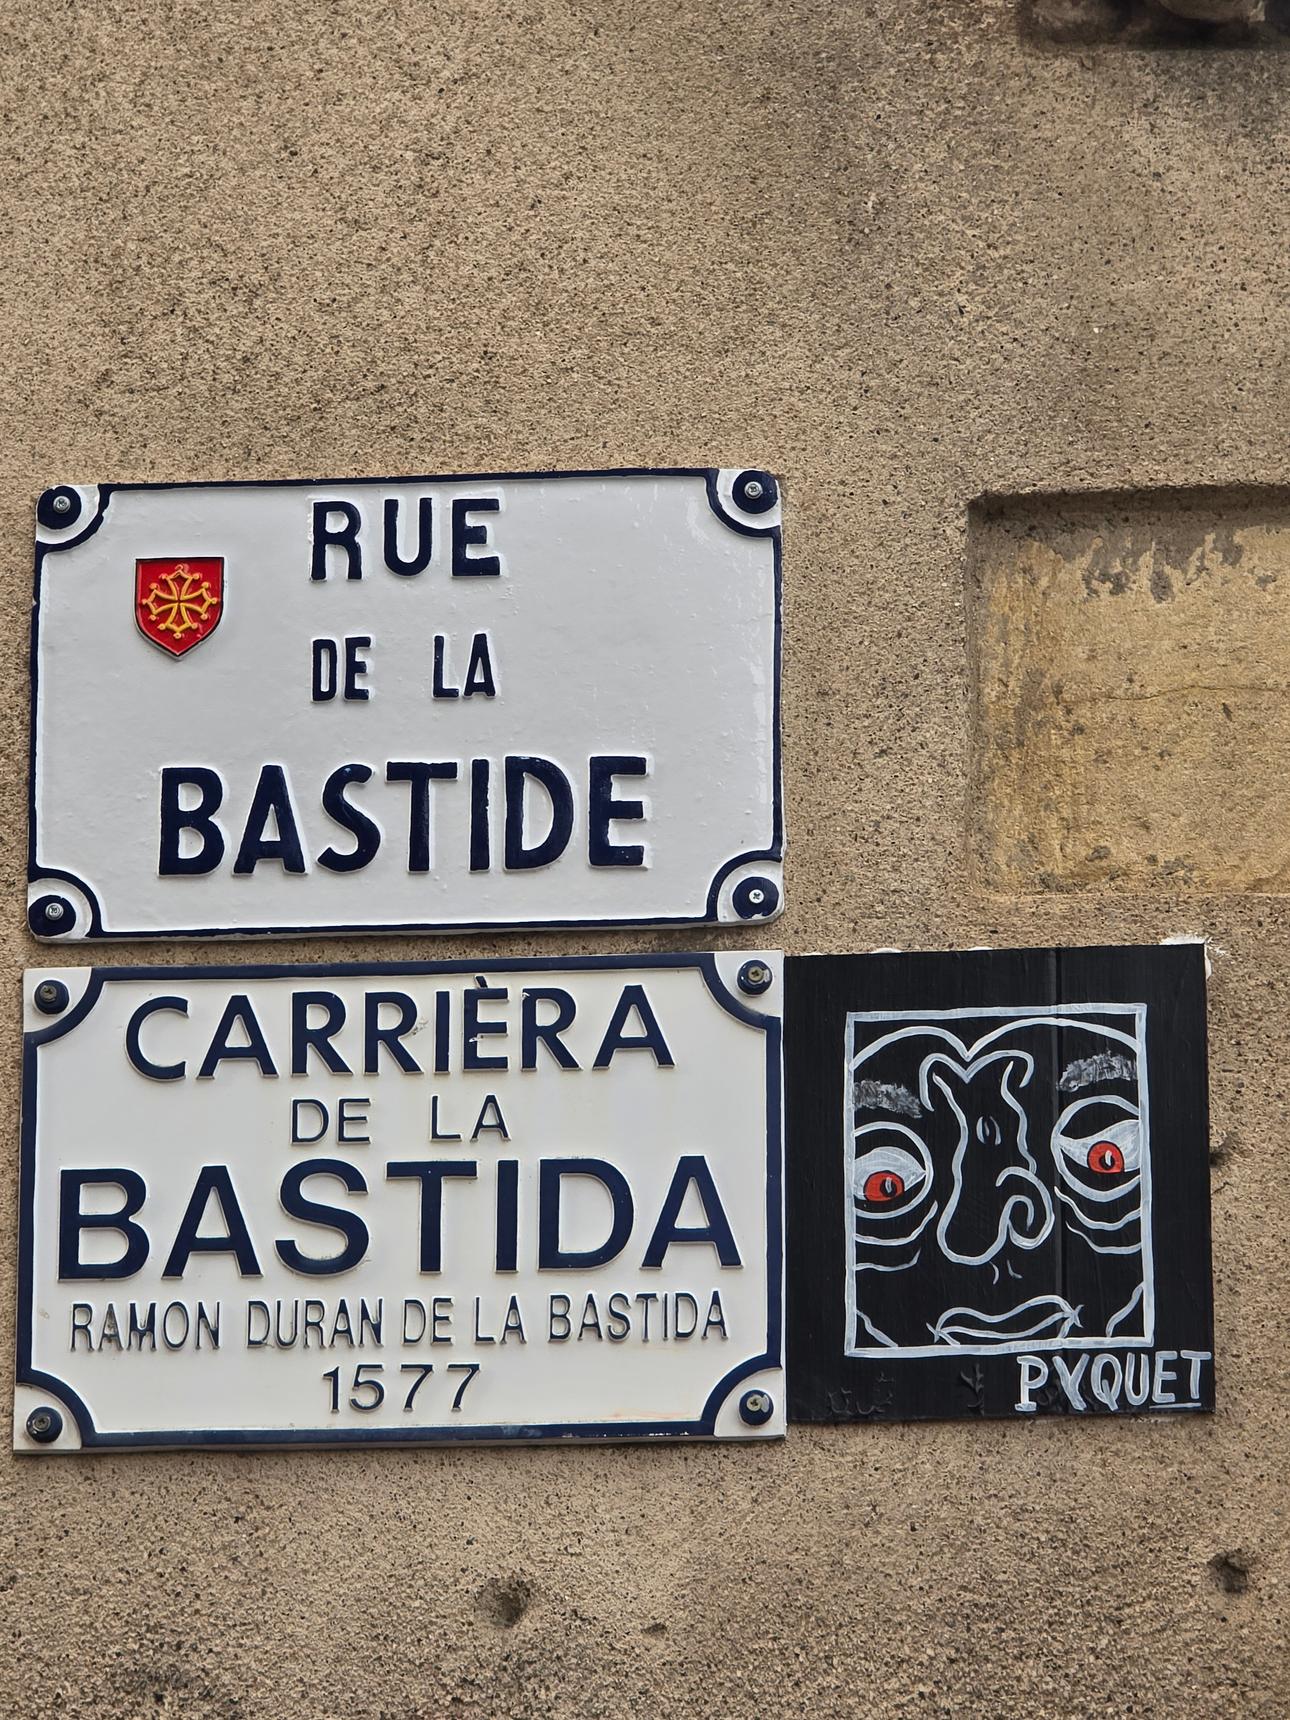 RUE
DE LA
BASTIDE
CARRIÈRA
DE LA
BASTIDA
RAMON DURAN DE LA BASTIDA
1577
PYQUET